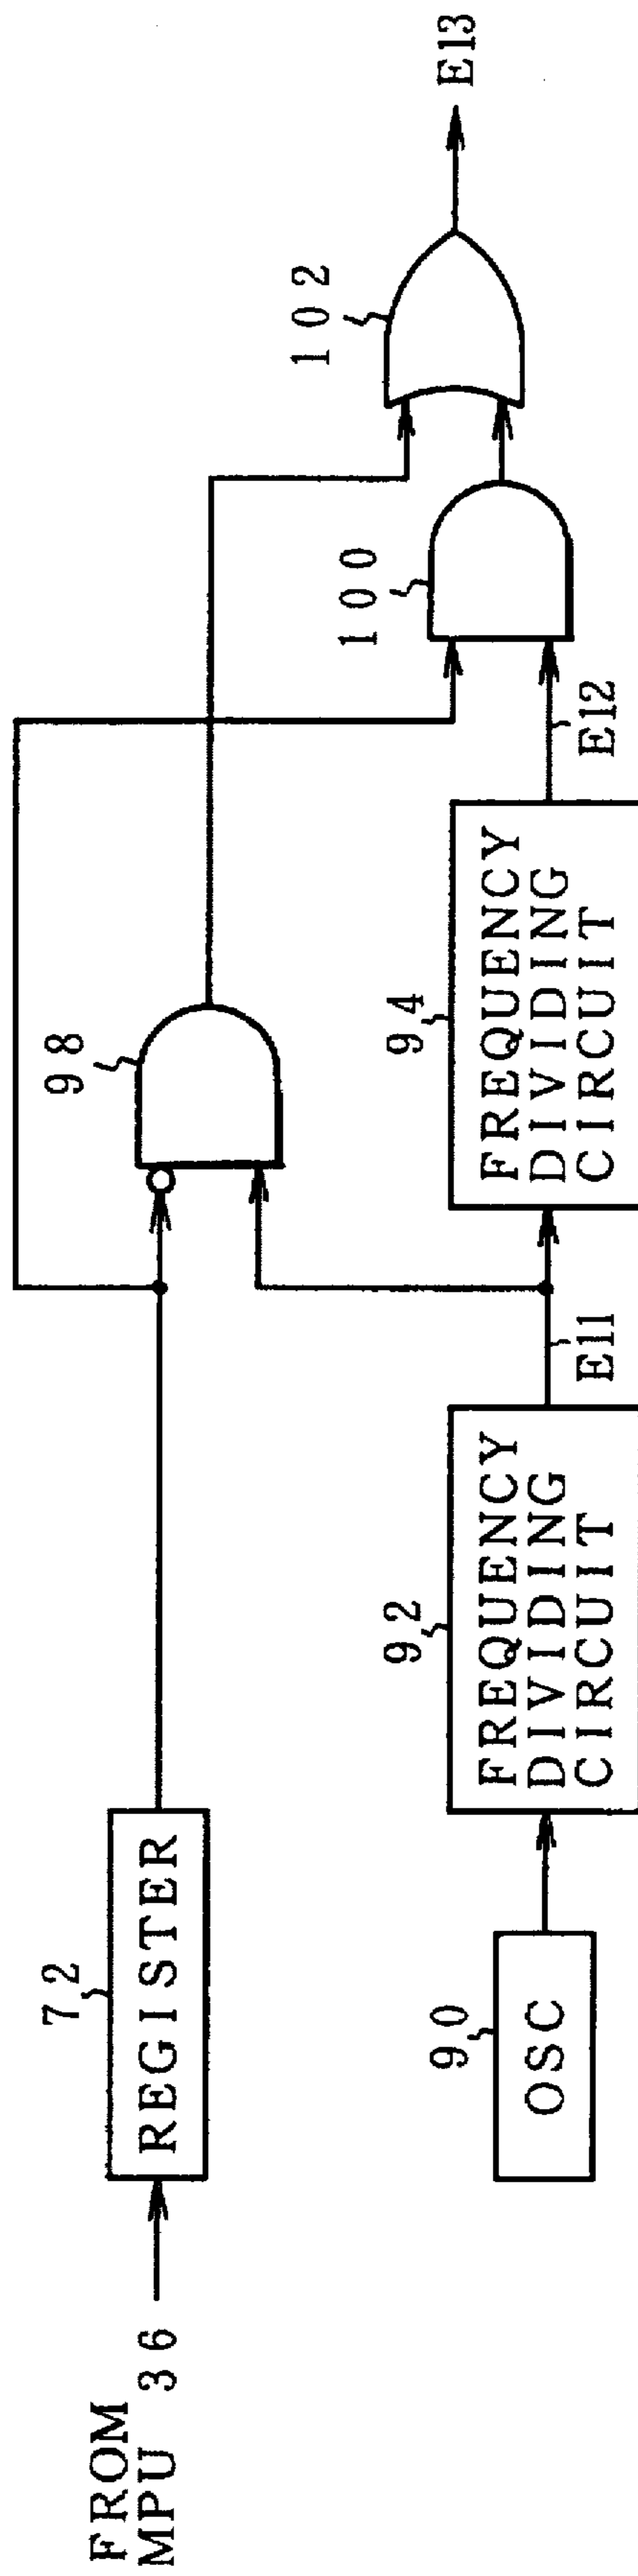 FROM
MPU 36
72
REGISTER
90
OSC
92
FREQUENCY
DIVIDING
CIRCUIT
E11
98
94
FREQUENCY
DIVIDING
CIRCUIT
E12
100
102
E13